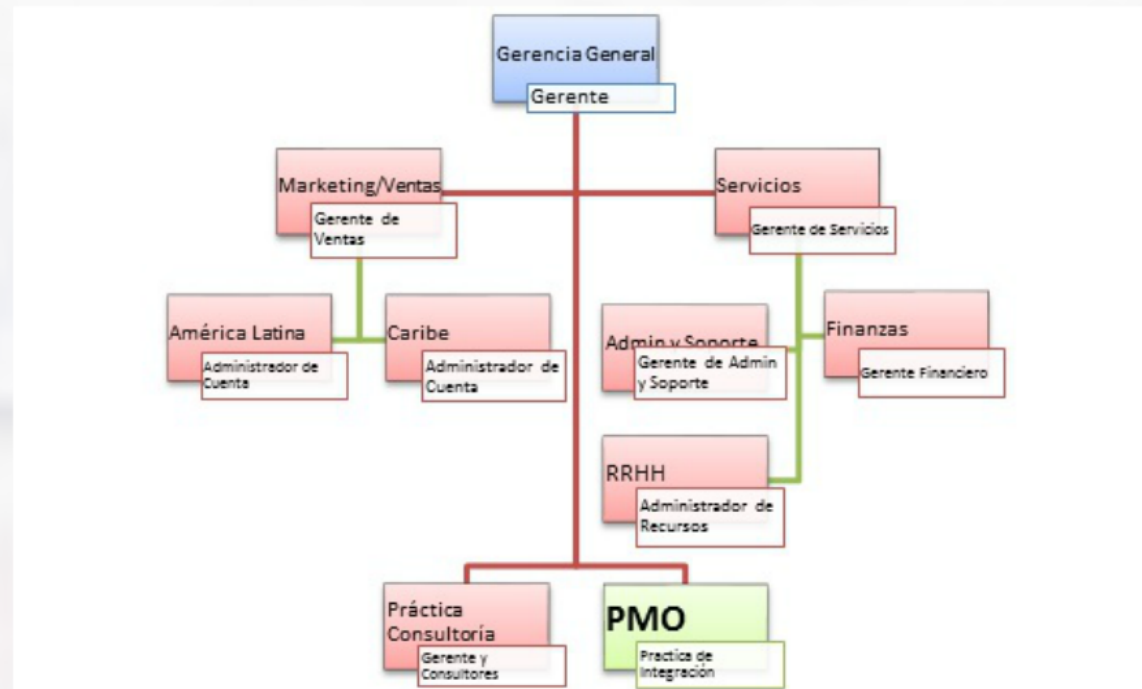 Gerencia General
Gerente
Marketing/Ventas
Gerente de
Ventas
Servicios
Gerente de Servicios
América Latina
Administrador de
Cuenta
Caribe
Administrador de
Cuenta
Admin y Soporte
Gerente de Admin
y Soporte
Finanzas
Gerente Financiero
RRHH
Administrador de
Recursos
Práctica
Consultoría
Gerente y
Consultores
PMO
Practica de
Integración